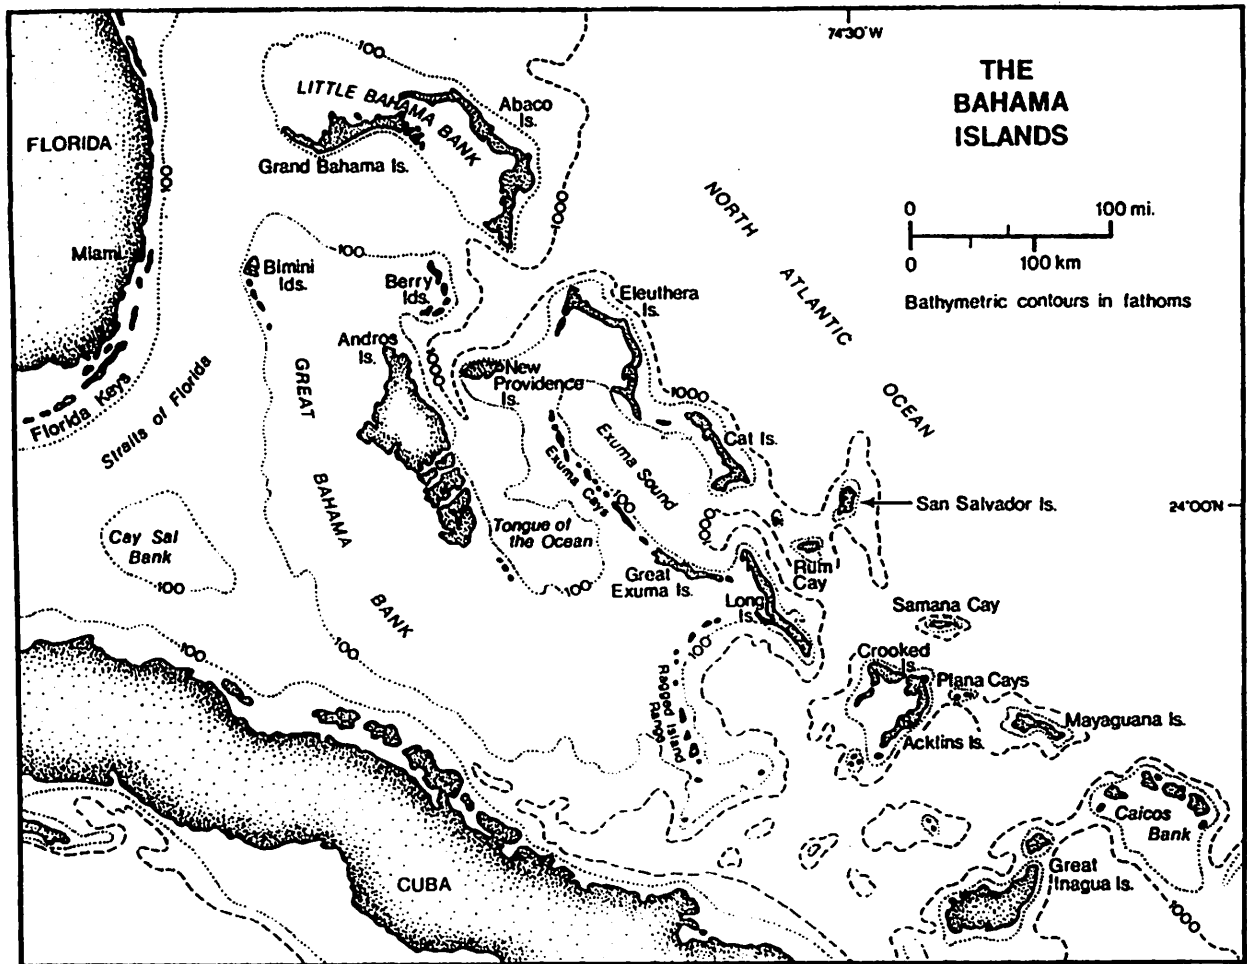 74°30'W
THE
BAHAMA
ISLANDS
0 100 mi.
0 100 km
Bathymetric contours in fathoms
100
LITTLE BAHAMA BANK
Abaco
Is.
FLORIDA
Grand Bahama Is.
100
1000
NORTH
ATLANTIC
OCEAN
Miami
100
Bimini
Ids.
Berry
Ids.
Eleuthera
Is.
Andros
Is.
1000
New
Providence
Is.
GREAT
BAHAMA
BANK
Florida Keys
Straits of Florida
1000
Cat Is.
Exuma Sound
Exuma Cays
100
San Salvador Is.
24°00'N
Cay Sal
Bank
100
Tongue of
the Ocean
1000
Rum
Cay
Great
Exuma Is.
100
Long
Is.
Samana Cay
100
100
100
Crooked
Is.
Plana Cays
Ragged Island
Range
Mayaguana Is.
Acklins Is.
Caicos
Bank
CUBA
Great
Inagua Is.
1000